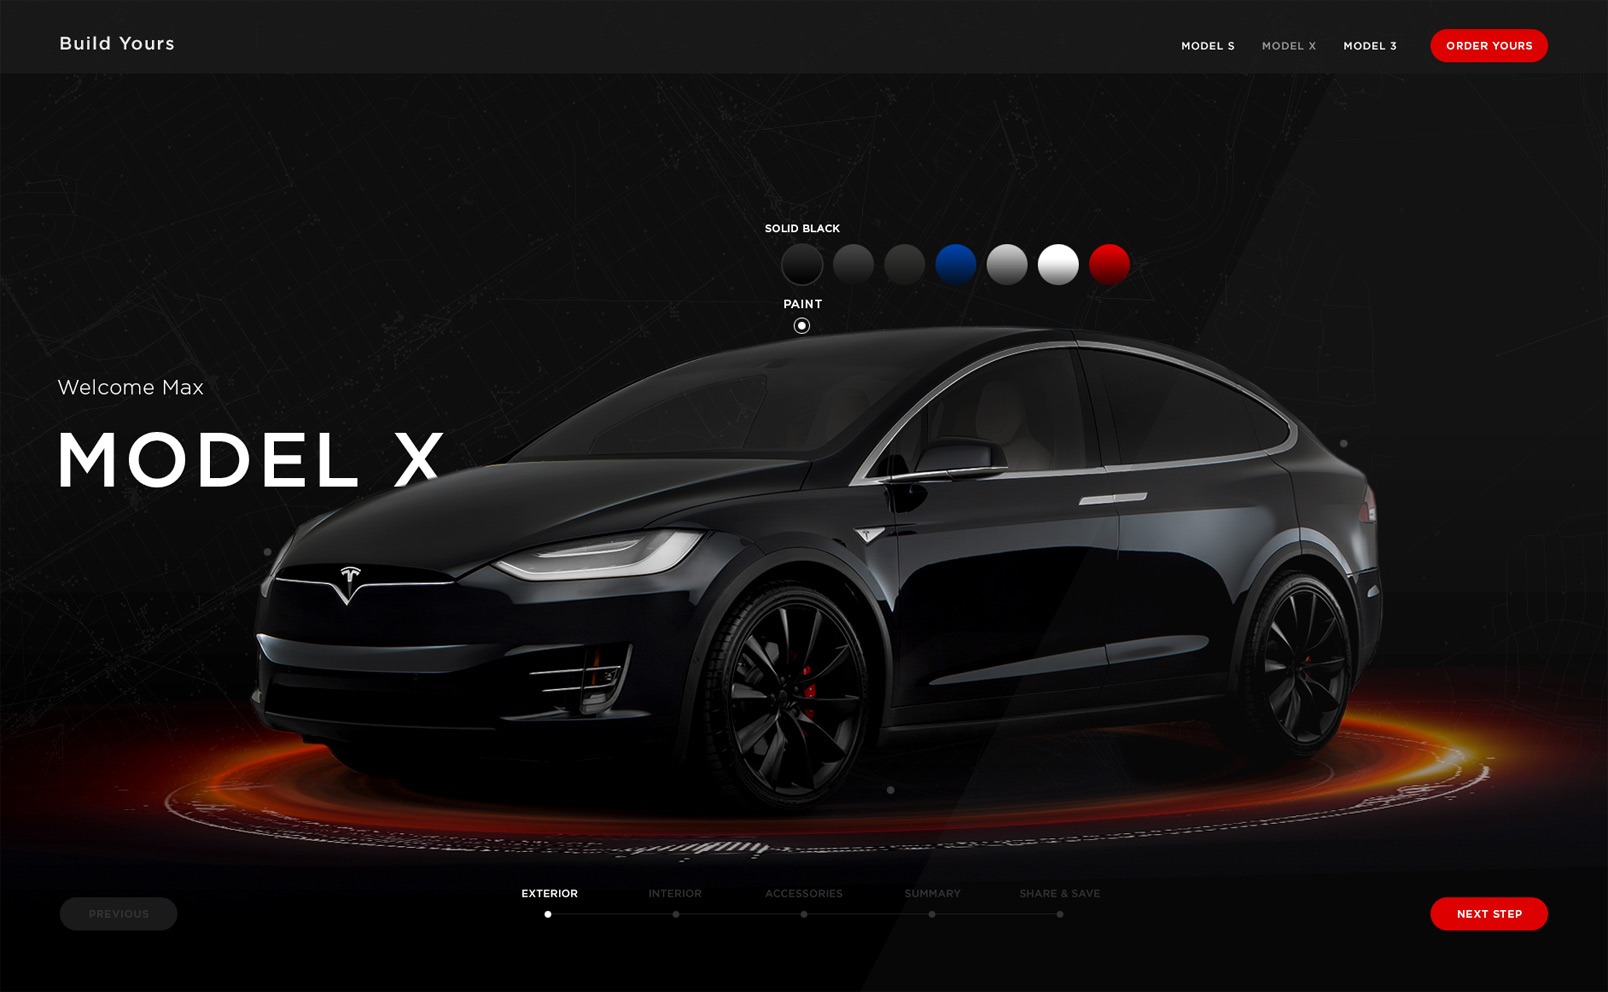 Build Yours
MODEL S
MODEL X
MODEL 3
ORDER YOURS
SOLID BLACK
PAINT
Welcome Max
MODEL X
EXTERIOR
INTERIOR
ACCESSORIES
SUMMARY
SHARE & SAVE
PREVIOUS
NEXT STEP